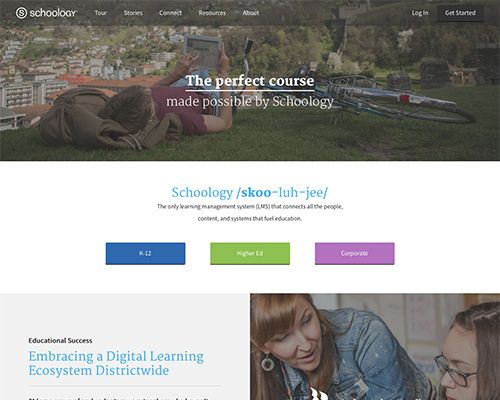 schoology
Tour Stories Connect Resources About Log In Get Started
The perfect course
made possible by Schoology
Schoology /skoo-luh-jee/
The only learning management system (LMS) that connects all the people,
content, and systems that fuel education.
K-12 Higher Ed Corporate
Educational Success
Embracing a Digital Learning
Ecosystem Districtwide